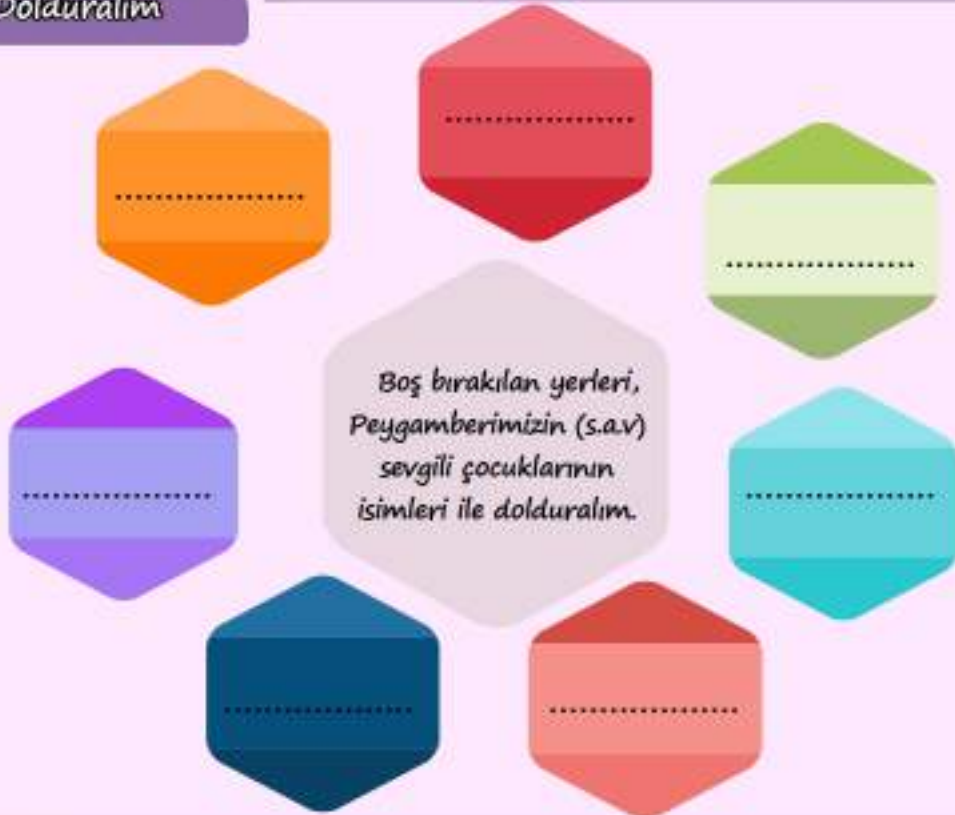 Dolduralım
Boş bırakılan yerleri,
Peygamberimizin (s.a.v)
sevgili çocuklarının
isimleri ile dolduralım.